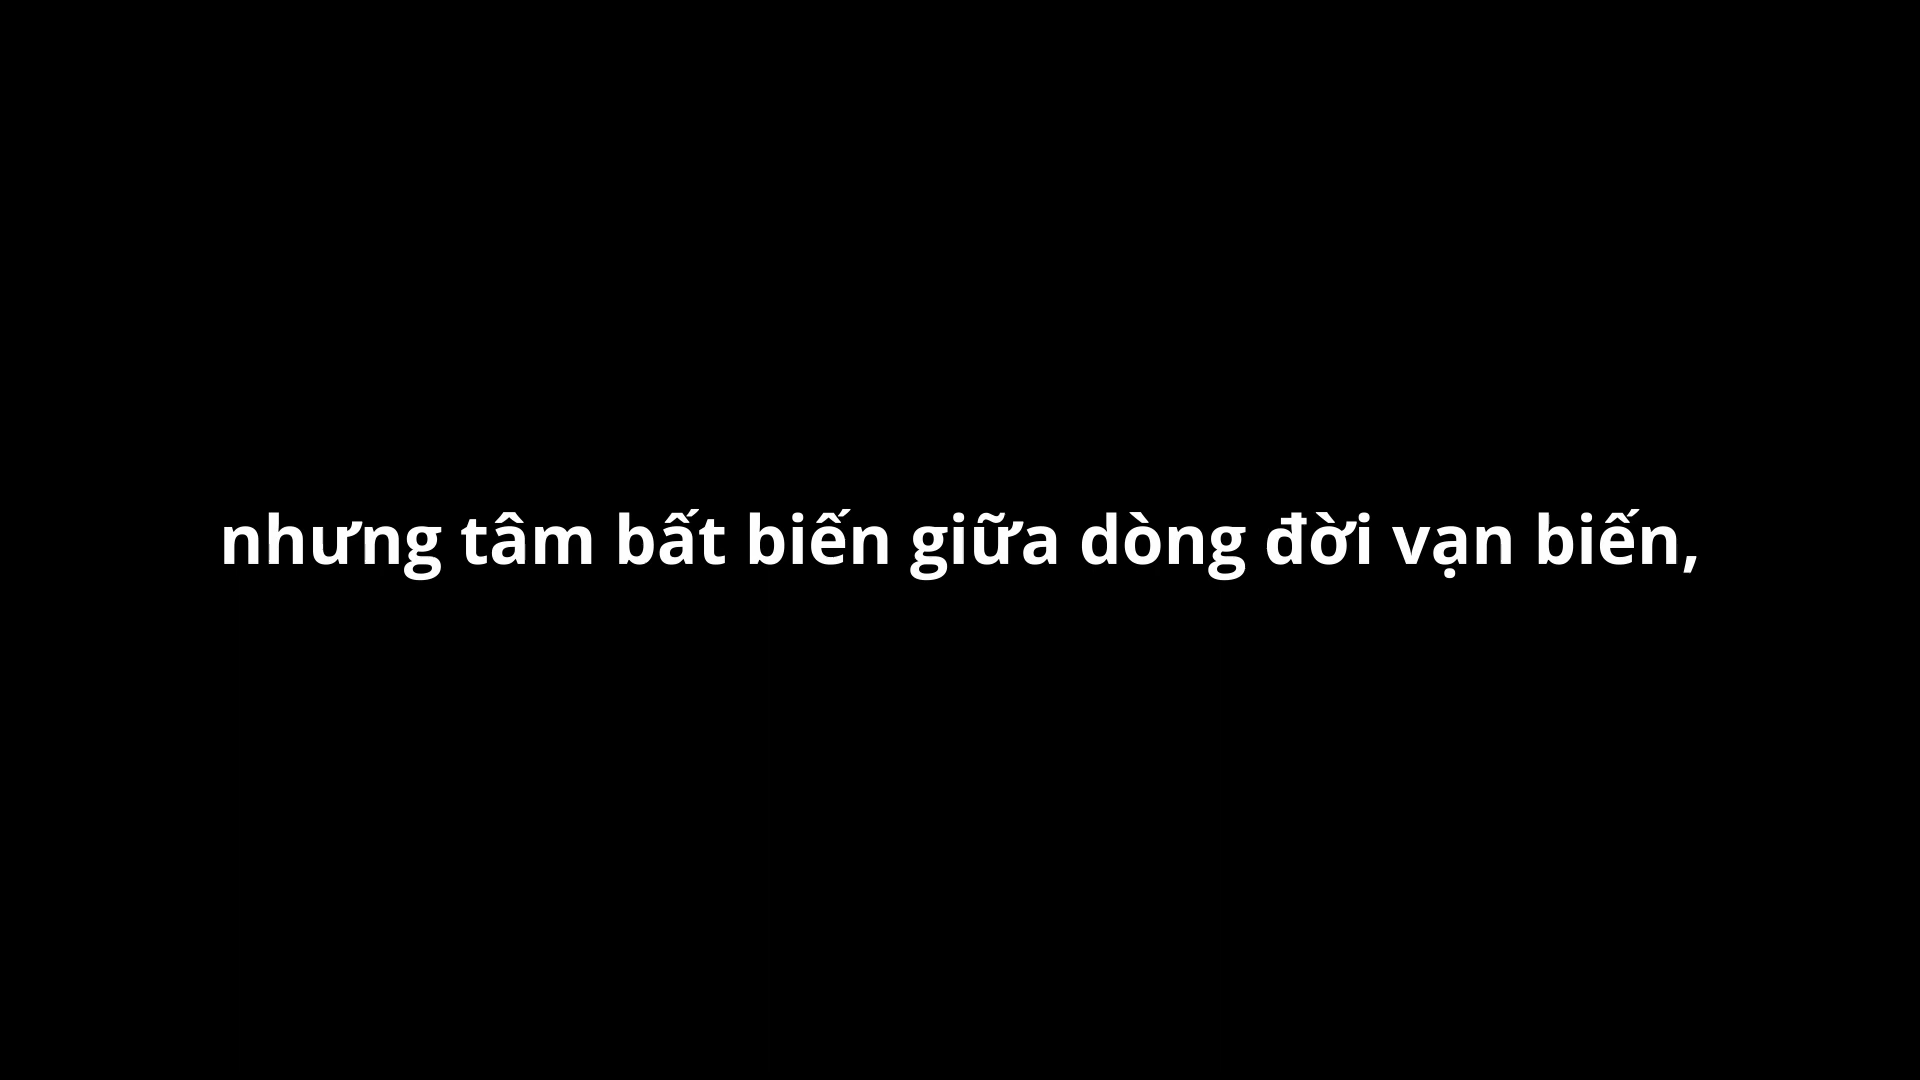 nhưng tâm bất biến giữa dòng đời vạn biến,